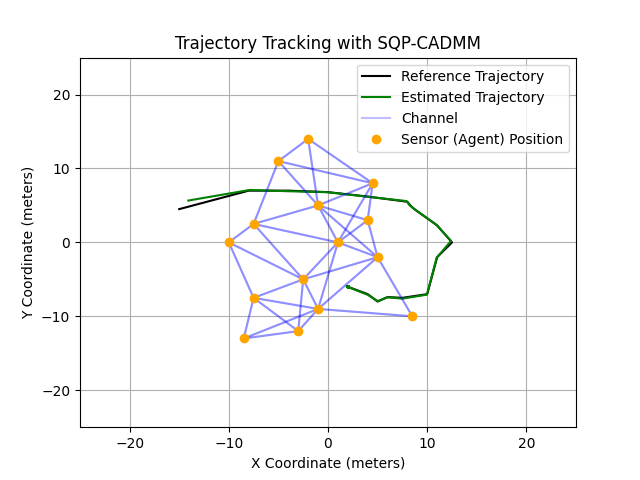 Trajectory Tracking with SQP-CADMM
Reference Trajectory
Estimated Trajectory
Channel
Sensor (Agent) Position
Y Coordinate (meters)
20
10
0
−10
−20
−20
−10
0
10
20
X Coordinate (meters)